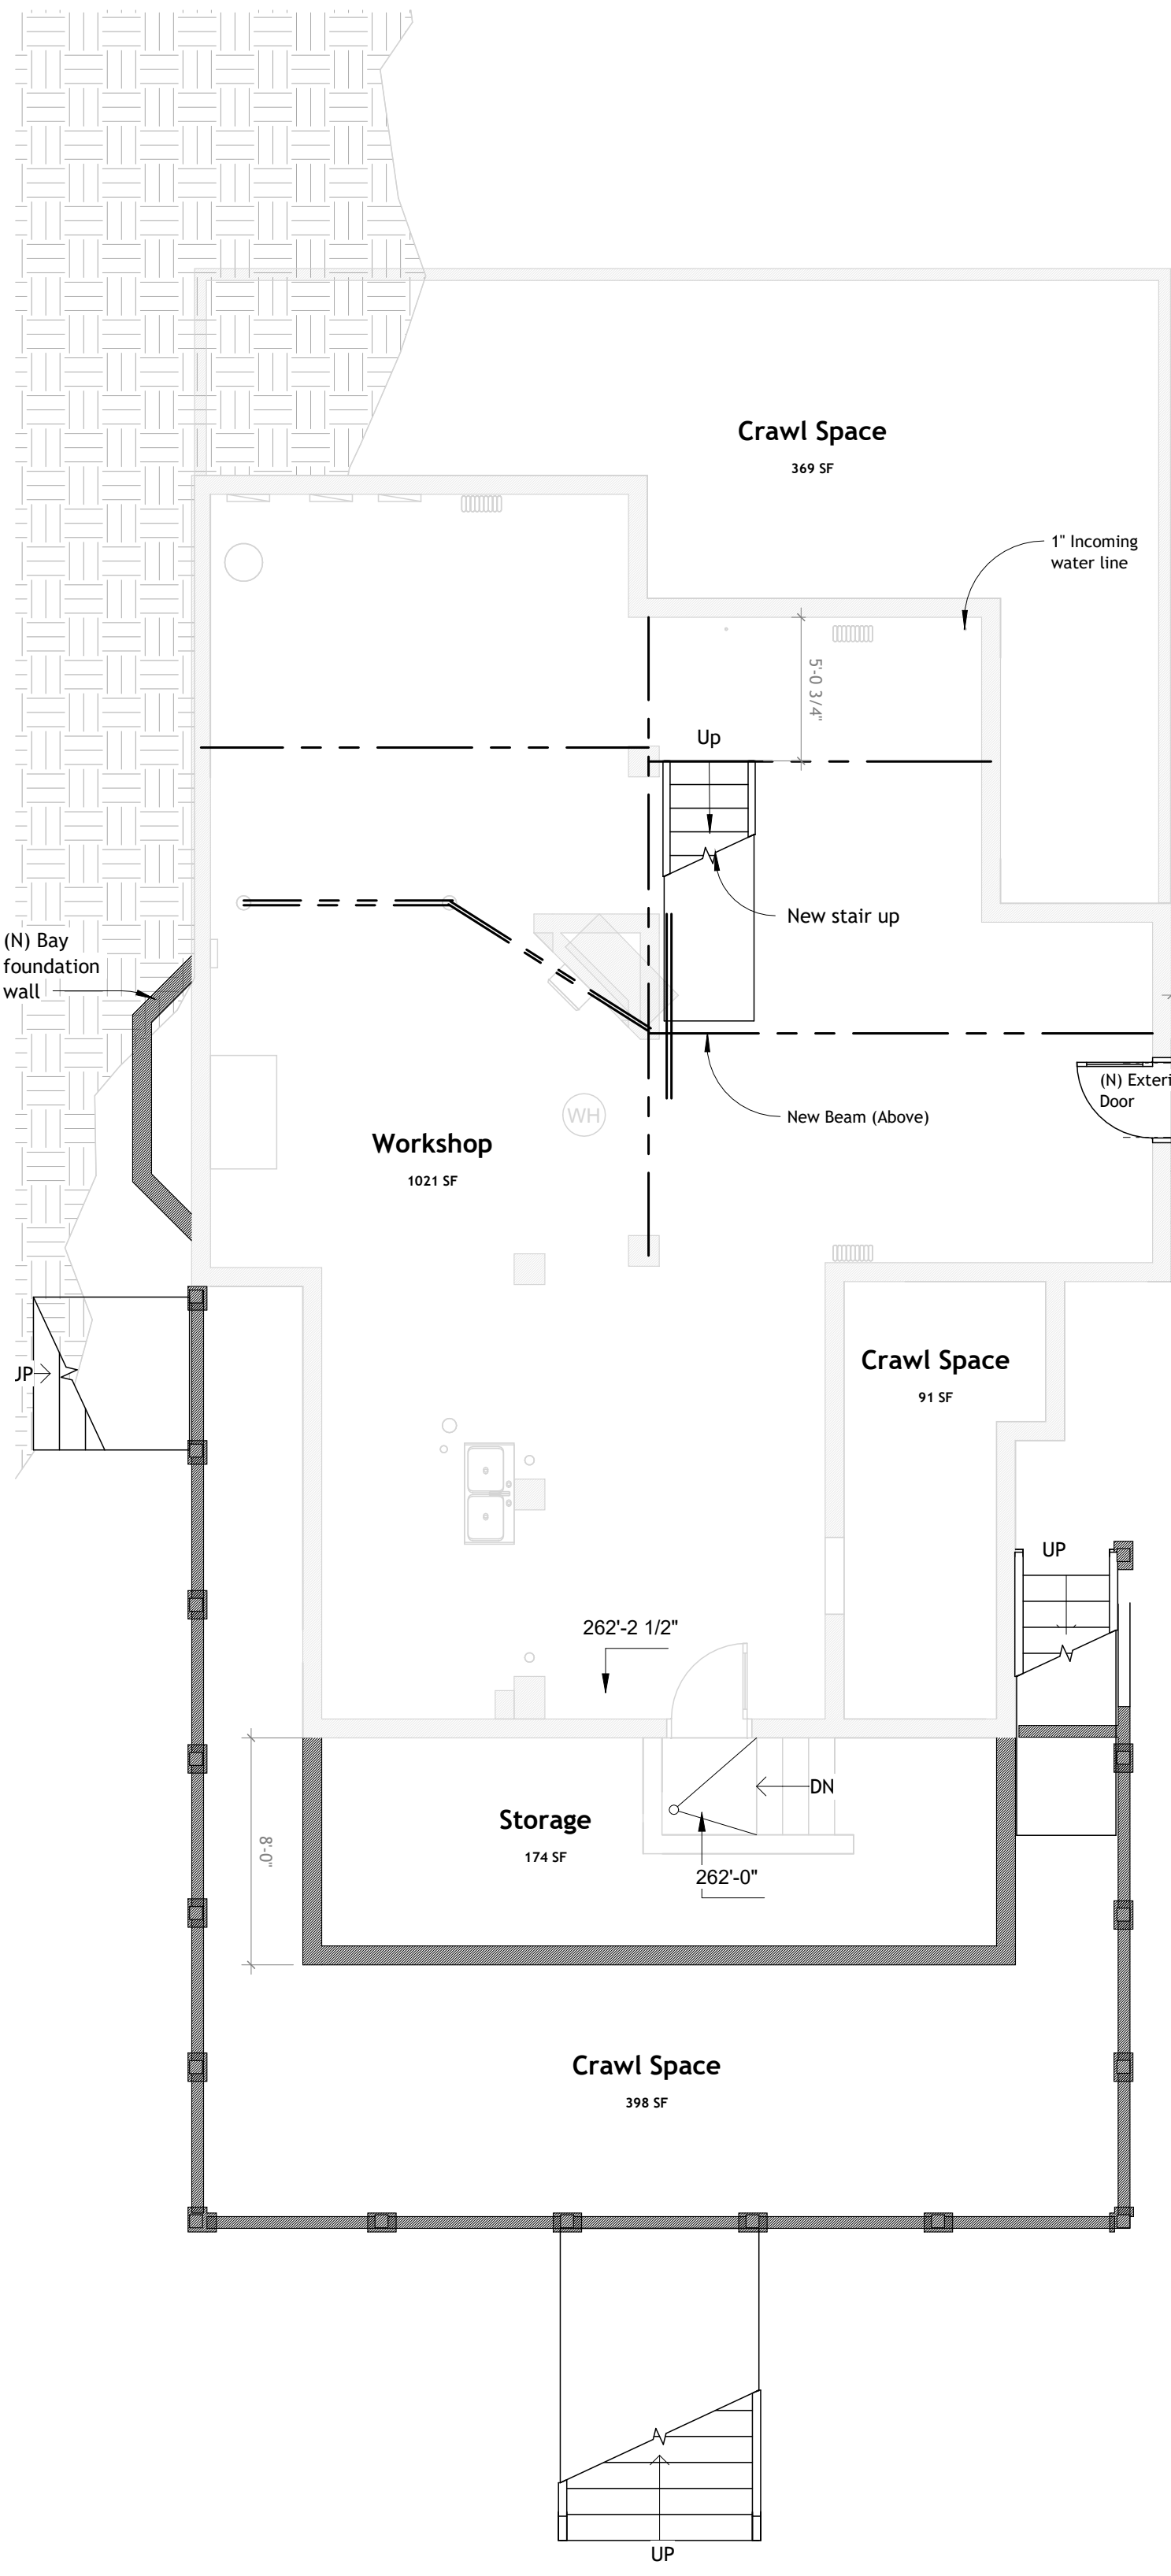 Crawl Space
369 SF
1" Incoming
water line
5'-0 3/4"
Up
New stair up
(N) Bay
foundation
wall
(N) Exteri
Door
New Beam (Above)
WH
Workshop
1021 SF
Crawl Space
91 SF
UP
UP
262'-2 1/2"
DN
Storage
174 SF
8'-0"
262'-0"
Crawl Space
398 SF
UP